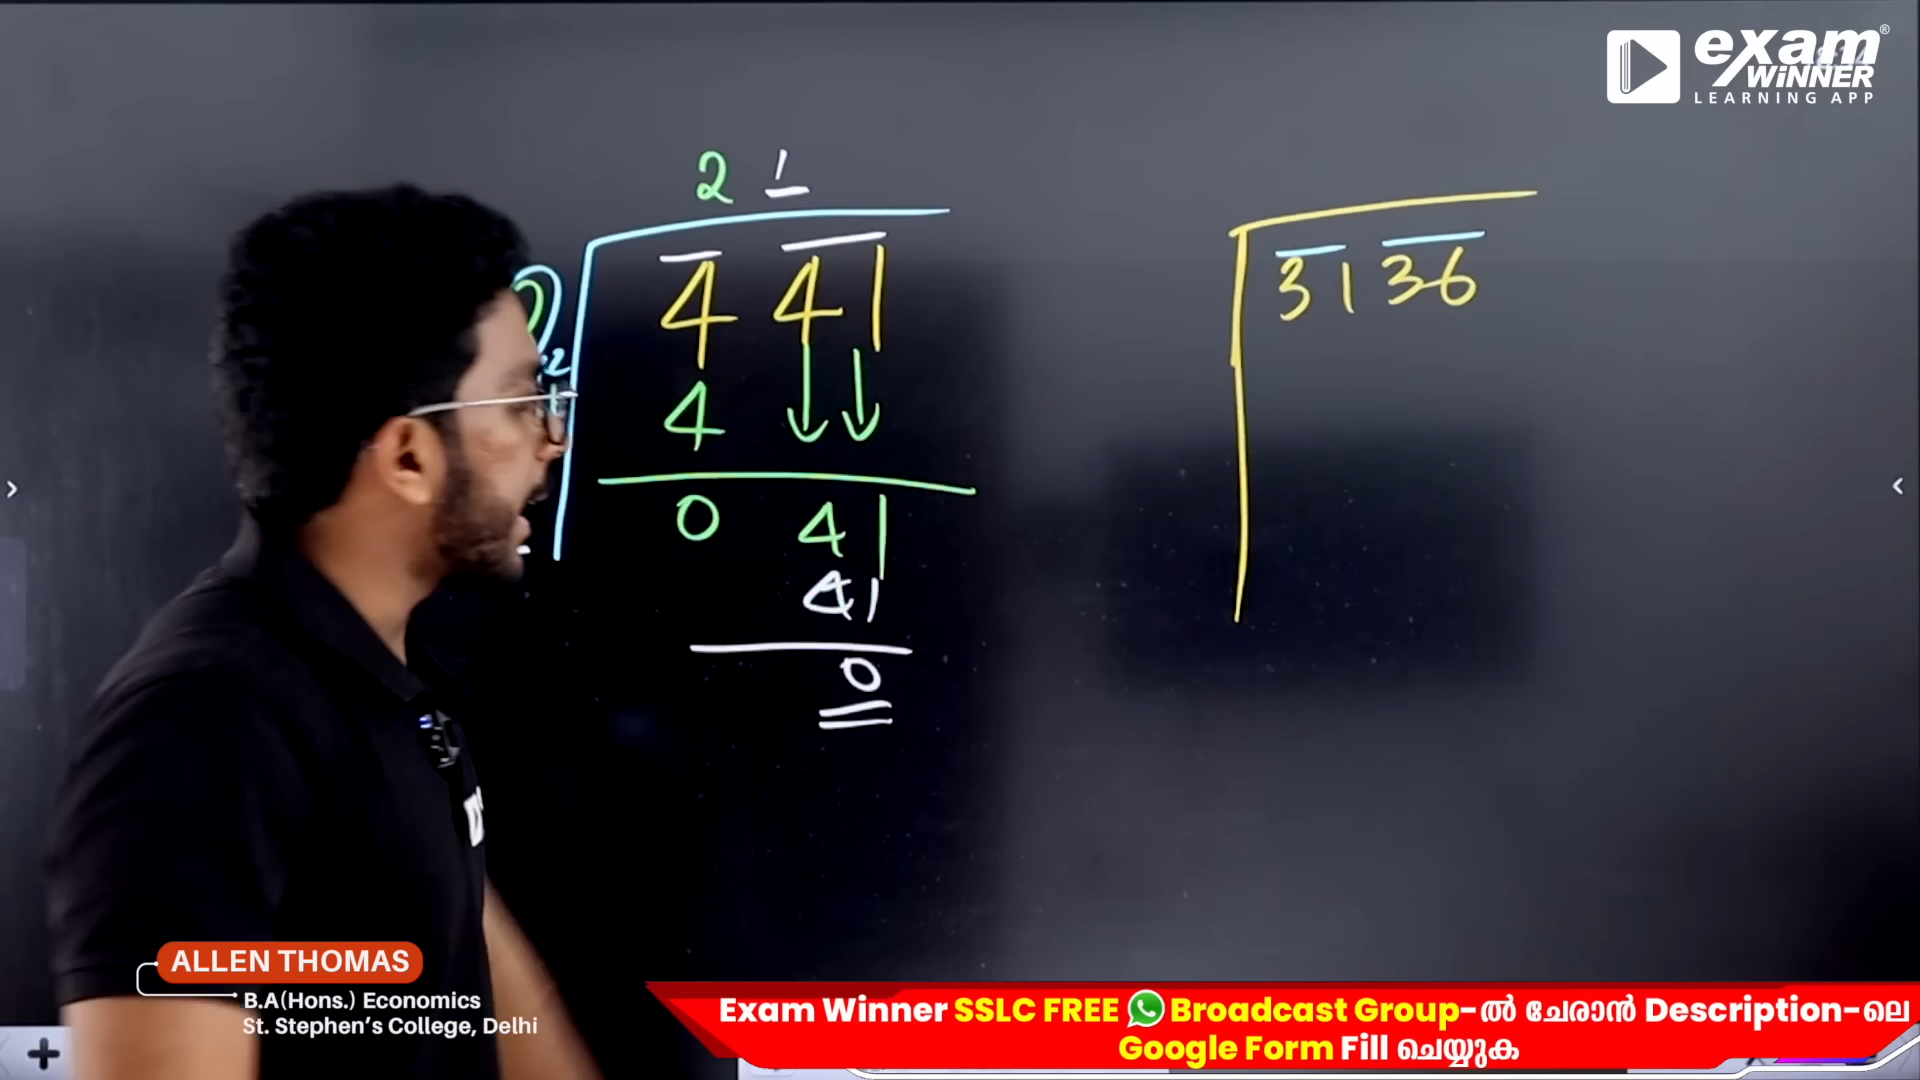 exam®
WiNNER
LEARNING APP
2 1
4 41
3136
4
0 41
41
0
ALLEN THOMAS
B.A(Hons.) Economics
St. Stephen's College, Delhi
Exam Winner SSLC FREE Broadcast Group-ൽ ചേരാൻ Description-ലെ
Google Form Fill ചെയ്യുക